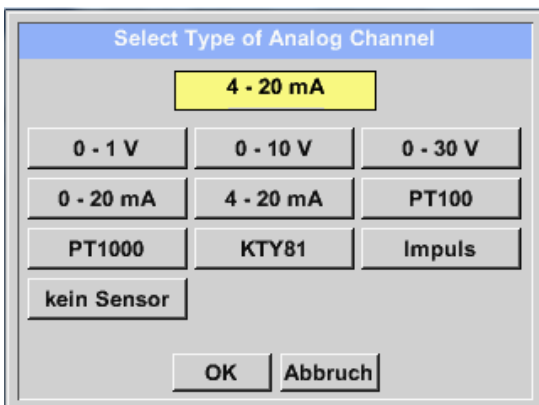 Select Type of Analog Channel
4 - 20 mA
0 - 1 V 0 - 10 V 0 - 30 V
0 - 20 mA 4 - 20 mA PT100
PT1000 KTY81 Impuls
kein Sensor
OK Abbruch